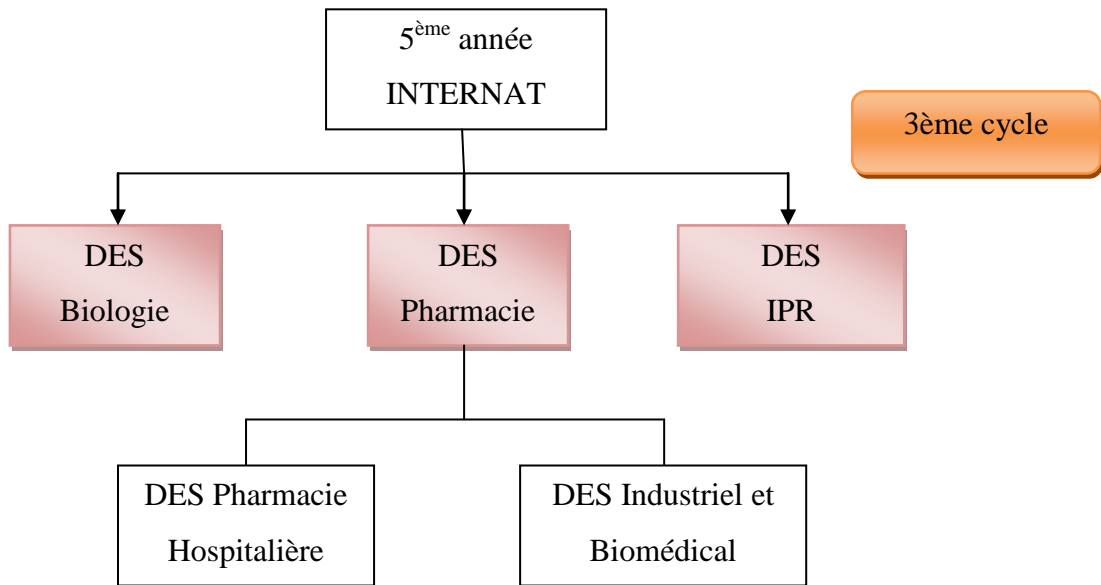 5ème année
INTERNAT
3ème cycle
DES
Biologie
DES
Pharmacie
DES
IPR
DES Pharmacie
Hospitalière
DES Industriel et
Biomédical